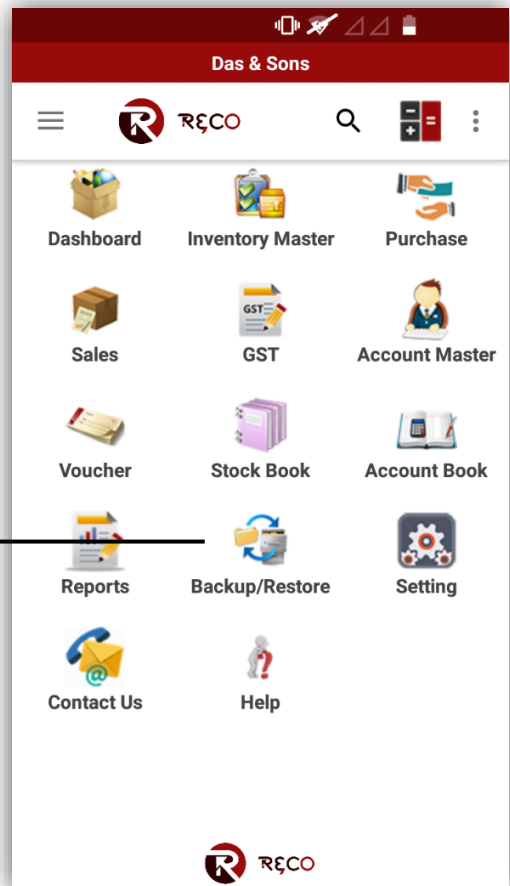 Das & Sons
RECO
Dashboard Inventory Master Purchase
GST
Sales GST Account Master
Voucher Stock Book Account Book
Reports Backup/Restore Setting
@
Contact Us Help
RECO